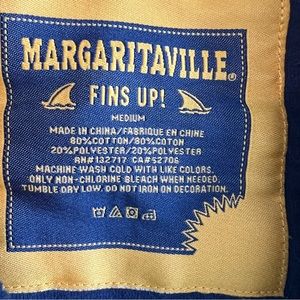 MARGARITAVILLE®
FINS UP!
MEDIUM
MADE IN CHINA/FABRIQUE EN CHINE
80%COTTON/80%COTON
20%POLYESTER/20%POLYESTER
RN#132717 CA#52706
MACHINE WASH COLD WITH LIKE COLORS.
ONLY NON-CHLORINE BLEACH WHEN NEEDED.
TUMBLE DRY LOW. DO NOT IRON ON DECORATION.